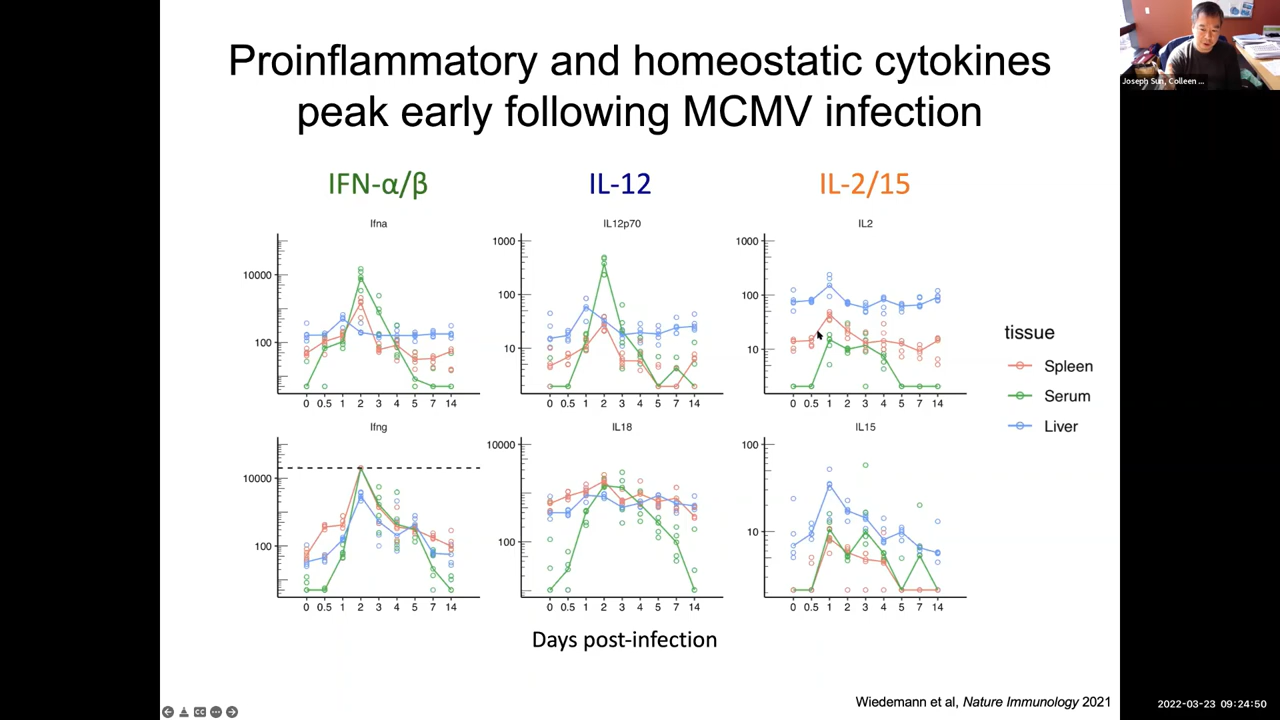 Proinflammatory and homeostatic cytokines
peak early following MCMV infection
Joseph Sun, Colleen ...
IFN-α/β
IL-12
IL-2/15
Ifna
10000
100
0 0.5 1 2 3 4 5 7 14
IL12p70
1000
100
10
0 0.5 1 2 3 4 5 7 14
IL2
1000
100
10
0 0.5 1 2 3 4 5 7 14
tissue
Spleen
Serum
Liver
Ifng
10000
100
0 0.5 1 2 3 4 5 7 14
IL18
10000
100
0 0.5 1 2 3 4 5 7 14
IL15
100
10
0 0.5 1 2 3 4 5 7 14
Days post-infection
Wiedemann et al, Nature Immunology 2021
CC
2022-03-23 09:24:50